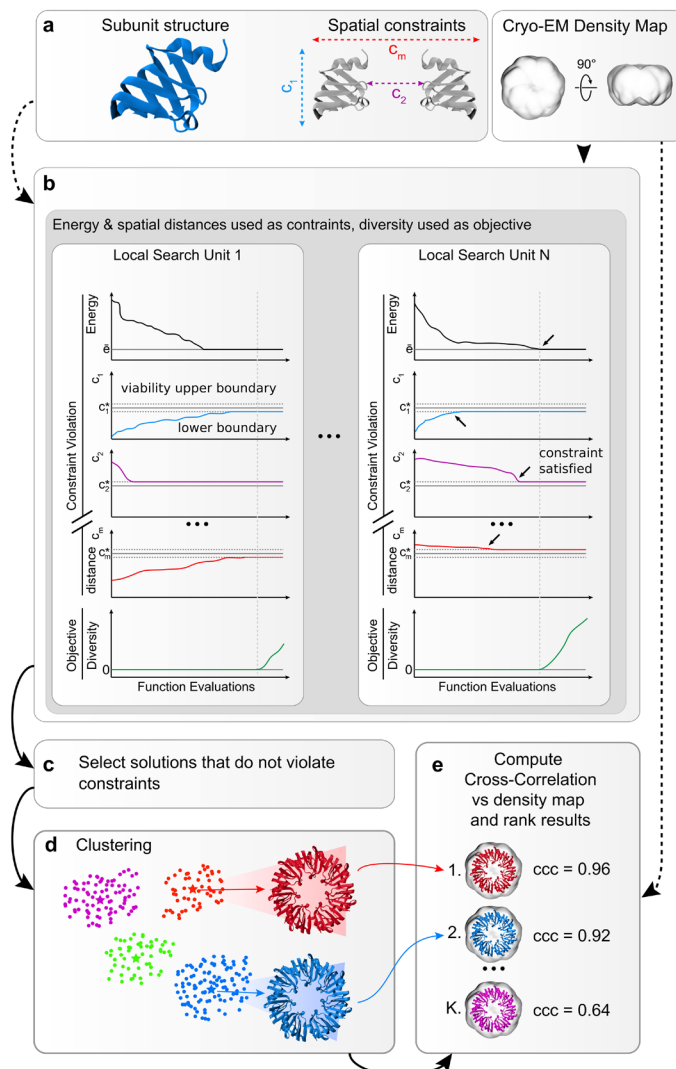 a
Subunit structure
Spatial constraints
Cryo-EM Density Map
cₘ
c₁
c₂
90°
b
Energy & spatial distances used as contraints, diversity used as objective
Local Search Unit 1
Energy
ē
Constraint Violation
c₁
c₁*
viability upper boundary
lower boundary
c₂
c₂*
•••
distance
cₘ
cₘ*
Objective
Diversity
0
Function Evaluations
•••
Local Search Unit N
Energy
ē
Constraint Violation
c₁
c₁*
c₂
c₂*
constraint
satisfied
•••
distance
cₘ
cₘ*
Objective
Diversity
0
Function Evaluations
c
Select solutions that do not violate
constraints
d
Clustering
e
Compute
Cross-Correlation
vs density map
and rank results
1.
ccc = 0.96
2.
ccc = 0.92
•••
K.
ccc = 0.64